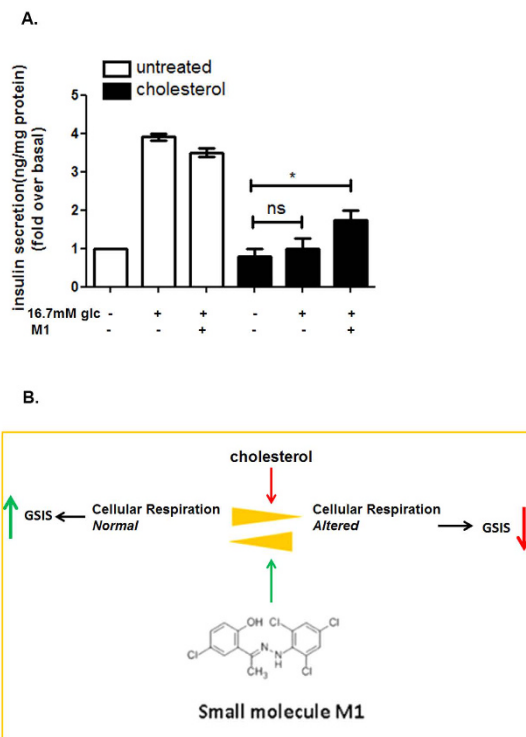 A.
untreated
cholesterol
insulin secretion(ng/mg protein)
(fold over basal)
5
4
3
2
1
0
*
ns
16.7mM glc - + + - + +
M1 - - + - - +
B.
cholesterol
Cellular Respiration
Normal
GSIS
Cellular Respiration
Altered
GSIS
OH
Cl
N
N
H
CH3
Cl
Cl
Cl
Small molecule M1